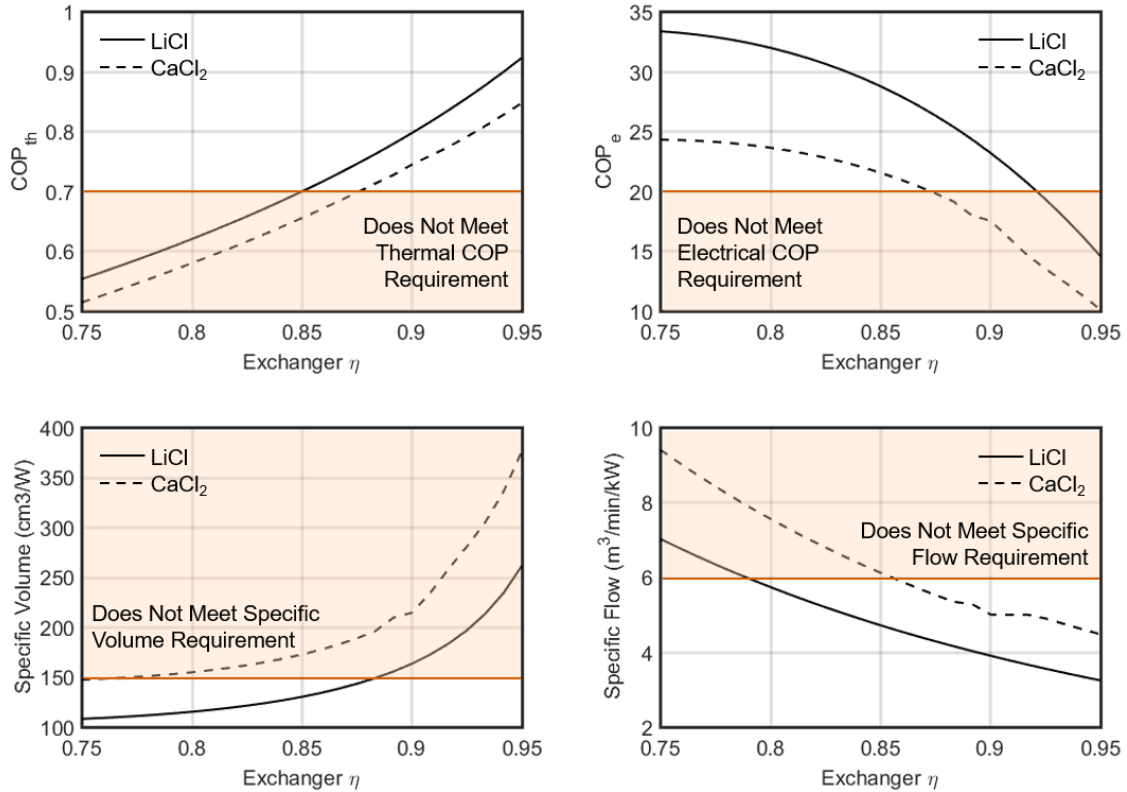 1
0.9
0.8
0.7
0.6
0.5
COP_th
LiCl
CaCl₂
Does Not Meet
Thermal COP
Requirement
0.75 0.8 0.85 0.9 0.95
Exchanger η
35
30
25
20
15
10
COP_e
LiCl
CaCl₂
Does Not Meet
Electrical COP
Requirement
0.75 0.8 0.85 0.9 0.95
Exchanger η
400
350
300
250
200
150
100
Specific Volume (cm3/W)
LiCl
CaCl₂
Does Not Meet Specific
Volume Requirement
0.75 0.8 0.85 0.9 0.95
Exchanger η
10
8
6
4
2
Specific Flow (m³/min/kW)
LiCl
CaCl₂
Does Not Meet Specific
Flow Requirement
0.75 0.8 0.85 0.9 0.95
Exchanger η